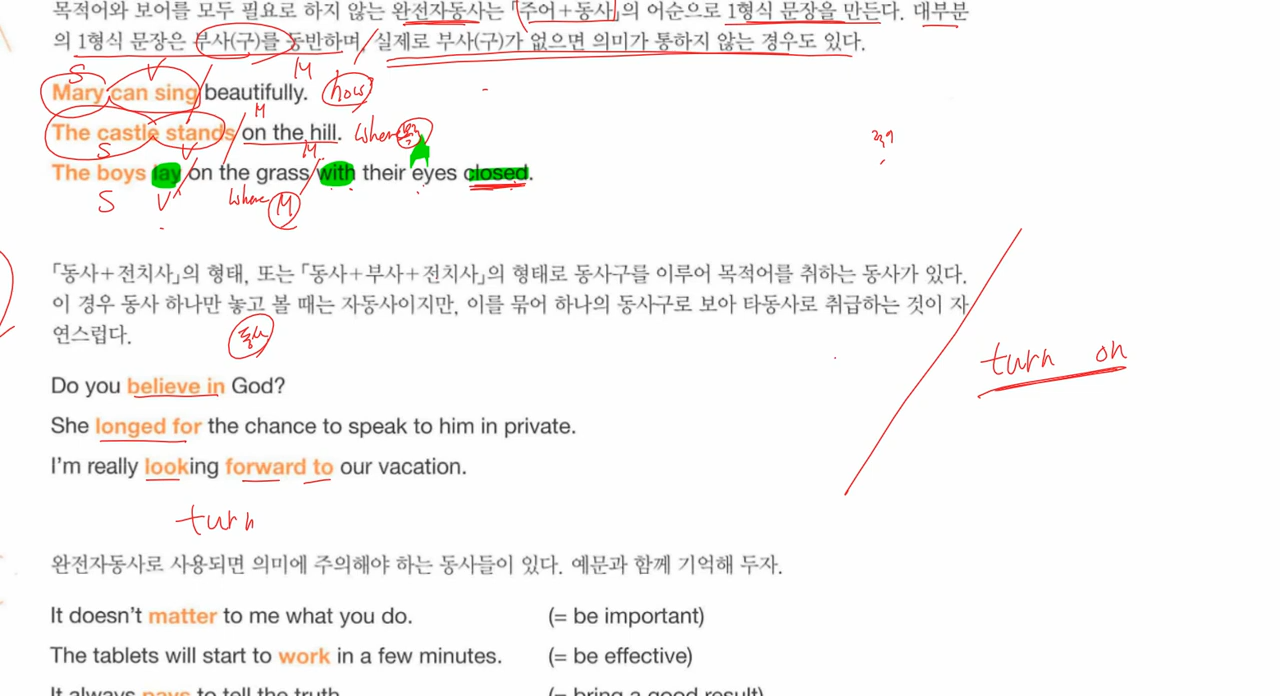 목적어와 보어를 모두 필요로 하지 않는 완전자동사는 「주어+동사」의 어순으로 1형식 문장을 만든다. 대부분
의 1형식 문장은 부사(구)를 동반하며, 실제로 부사(구)가 없으면 의미가 통하지 않는 경우도 있다.
S V M
Mary can sing beautifully. how
M
The castle stands on the hill. where
S V M
The boys lay on the grass with their eyes closed.
S V where M
「동사+전치사」의 형태, 또는 「동사+부사+전치사」의 형태로 동사구를 이루어 목적어를 취하는 동사가 있다.
이 경우 동사 하나만 놓고 볼 때는 자동사이지만, 이를 묶어 하나의 동사구로 보아 타동사로 취급하는 것이 자
연스럽다.
동사
turn on
Do you believe in God?
She longed for the chance to speak to him in private.
I'm really looking forward to our vacation.
turn
완전자동사로 사용되면 의미에 주의해야 하는 동사들이 있다. 예문과 함께 기억해 두자.
It doesn't matter to me what you do. (= be important)
The tablets will start to work in a few minutes. (= be effective)
It always pays to tell the truth. (= bring a good result)